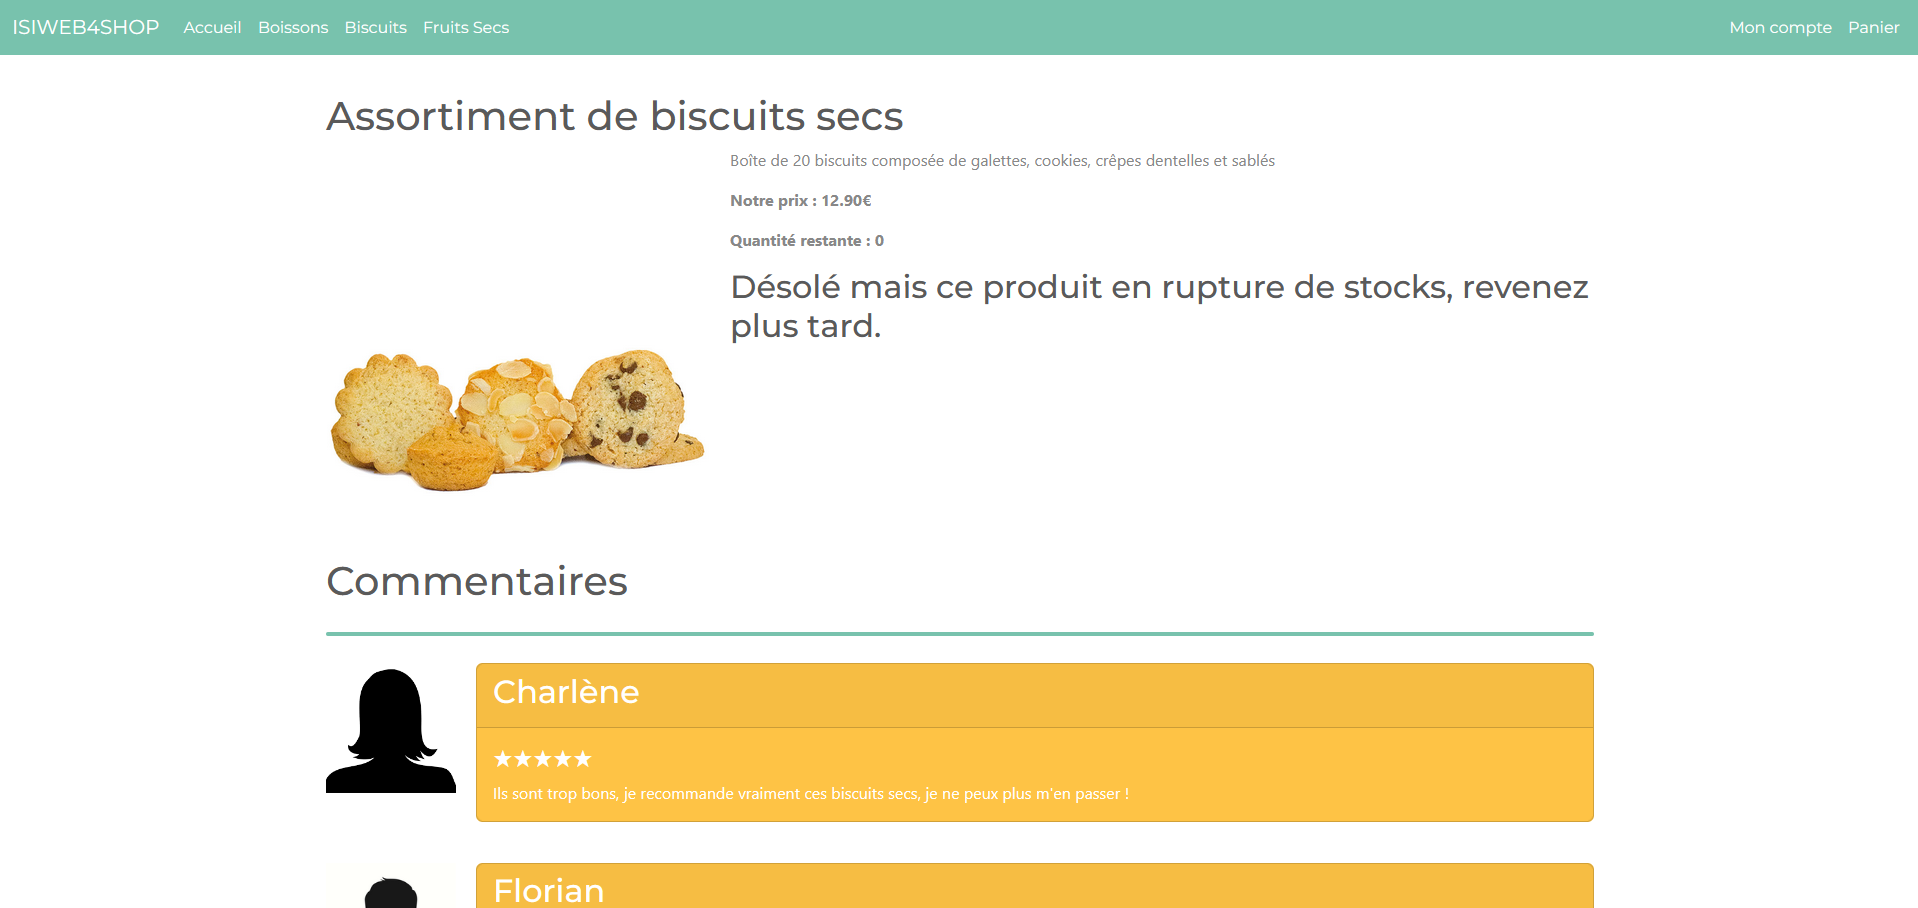 ISIWEB4SHOP Accueil Boissons Biscuits Fruits Secs Mon compte Panier
Assortiment de biscuits secs
Boîte de 20 biscuits composée de galettes, cookies, crêpes dentelles et sablés
Notre prix : 12.90€
Quantité restante : 0
Désolé mais ce produit en rupture de stocks, revenez
plus tard.
Commentaires
Charlène
★★★★★
Ils sont trop bons, je recommande vraiment ces biscuits secs, je ne peux plus m'en passer !
Florian